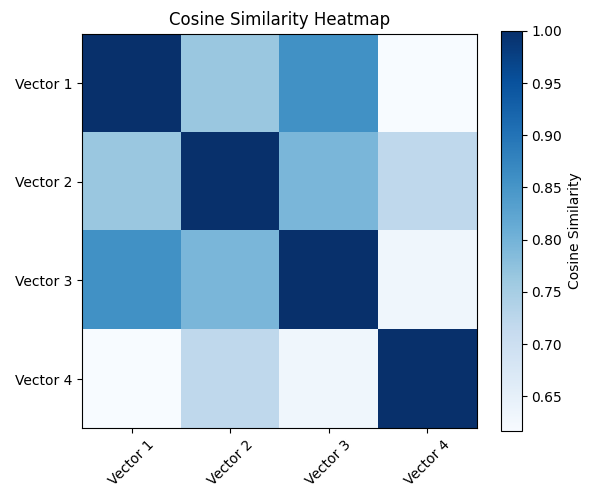 Cosine Similarity Heatmap
Vector 1
Vector 2
Vector 3
Vector 4
Vector 1
Vector 2
Vector 3
Vector 4
1.00
0.95
0.90
0.85
0.80
0.75
0.70
0.65
Cosine Similarity